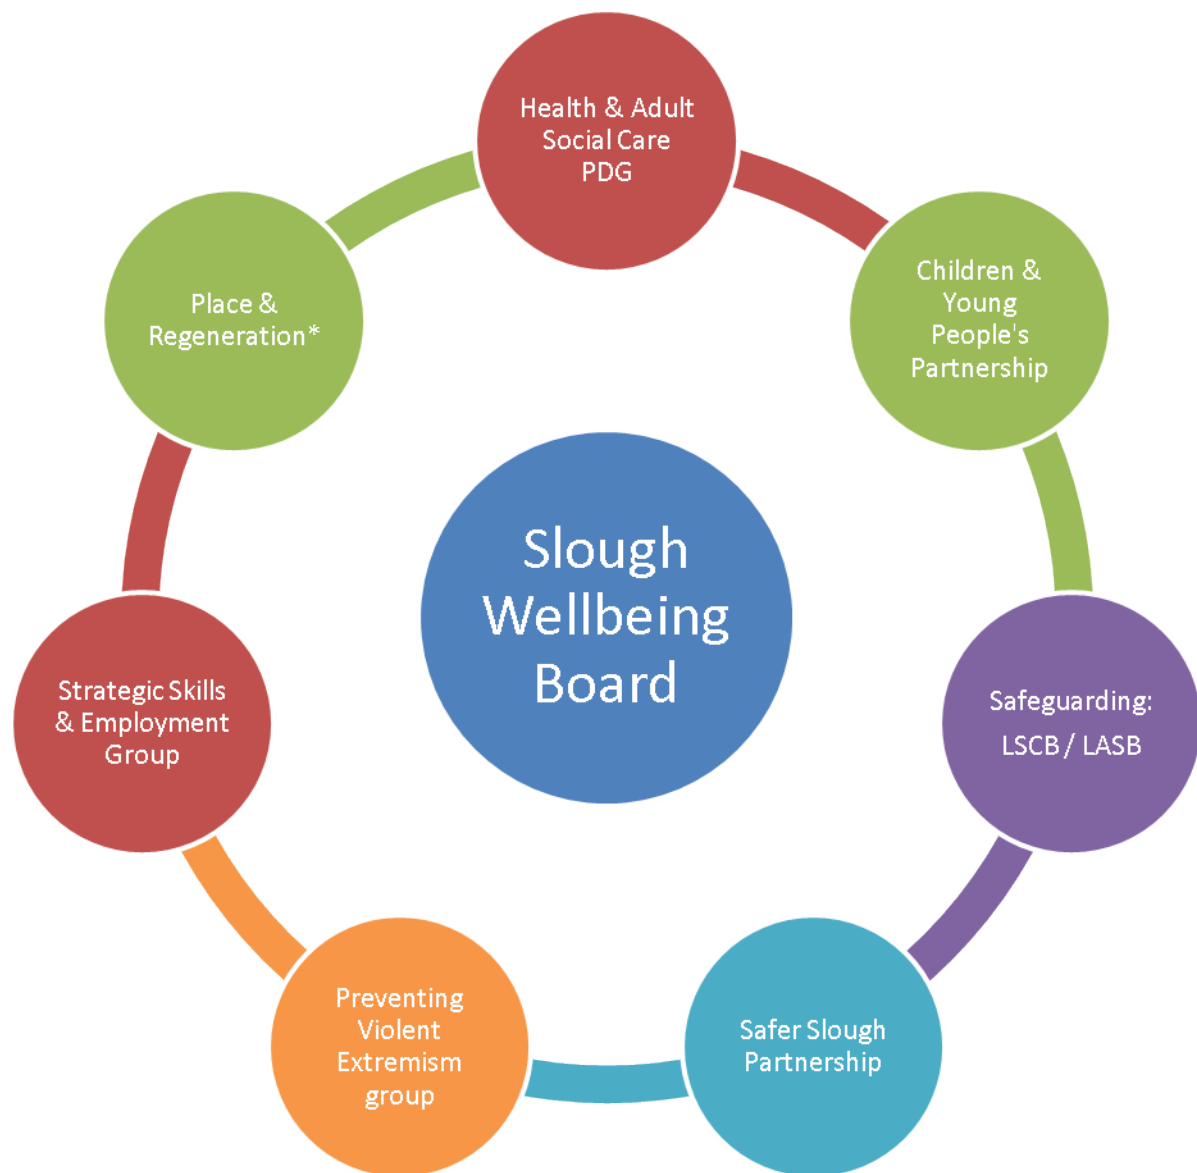 Health & Adult
Social Care
PDG
Children &
Young
People's
Partnership
Place &
Regeneration*
Slough
Wellbeing
Board
Strategic Skills
& Employment
Group
Safeguarding:
LSCB / LASB
Preventing
Violent
Extremism
group
Safer Slough
Partnership